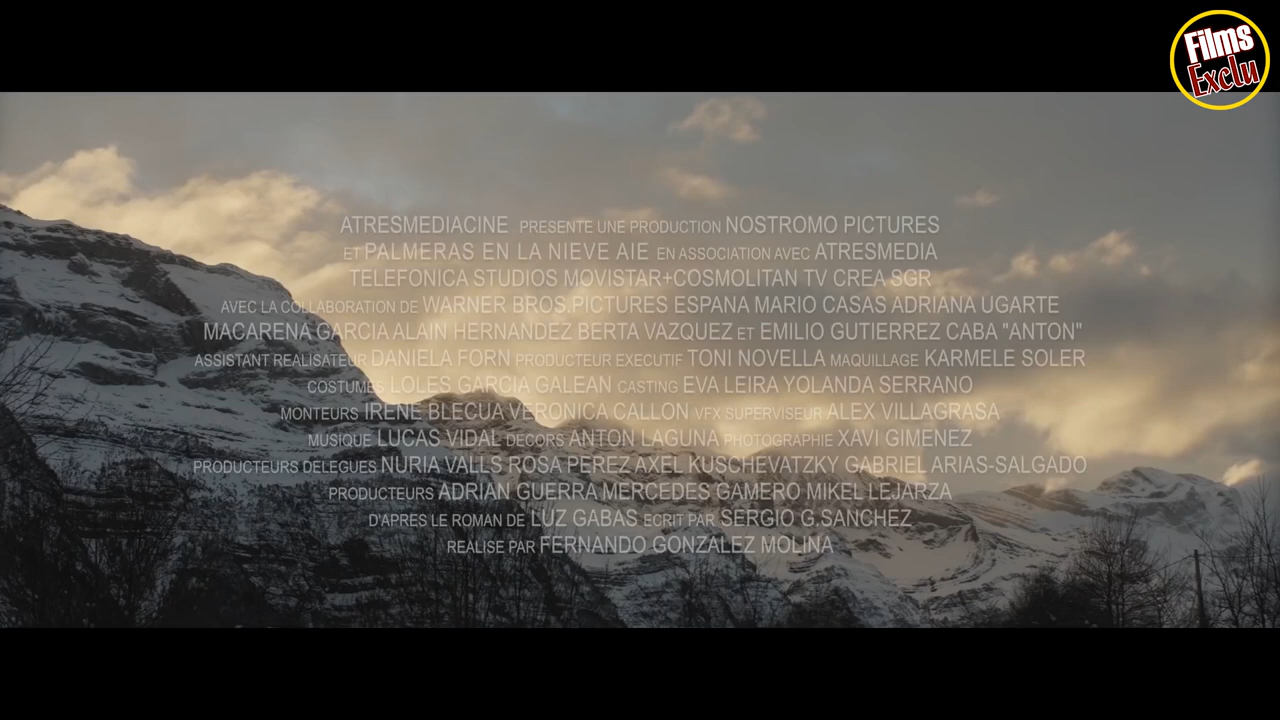 Films
Exclu
ATRESMEDIACINE PRESENTE UNE PRODUCTION NOSTROMO PICTURES
ET PALMERAS EN LA NIEVE AIE EN ASSOCIATION AVEC ATRESMEDIA
TELEFONICA STUDIOS MOVISTAR+COSMOLITAN TV CREA SGR
AVEC LA COLLABORATION DE WARNER BROS.PICTURES ESPANA MARIO CASAS ADRIANA UGARTE
MACARENA GARCIA ALAIN HERNANDEZ BERTA VAZQUEZ ET EMILIO GUTIERREZ CABA "ANTON"
ASSISTANT REALISATEUR DANIELA FORN PRODUCTEUR EXECUTIF TONI NOVELLA MAQUILLAGE KARMELE SOLER
COSTUMES LOLES GARCIA GALEAN CASTING EVA LEIRA YOLANDA SERRANO
MONTEURS IRENE BLECUA VERONICA CALLON VFX SUPERVISEUR ALEX VILLAGRASA
MUSIQUE LUCAS VIDAL DECORS ANTON LAGUNA PHOTOGRAPHIE XAVI GIMENEZ
PRODUCTEURS DELEGUES NURIA VALLS ROSA PEREZ AXEL KUSCHEVATZKY GABRIEL ARIAS-SALGADO
PRODUCTEURS ADRIAN GUERRA MERCEDES GAMERO MIKEL LEJARZA
D'APRES LE ROMAN DE LUZ GABAS ECRIT PAR SERGIO G.SANCHEZ
REALISE PAR FERNANDO GONZALEZ MOLINA